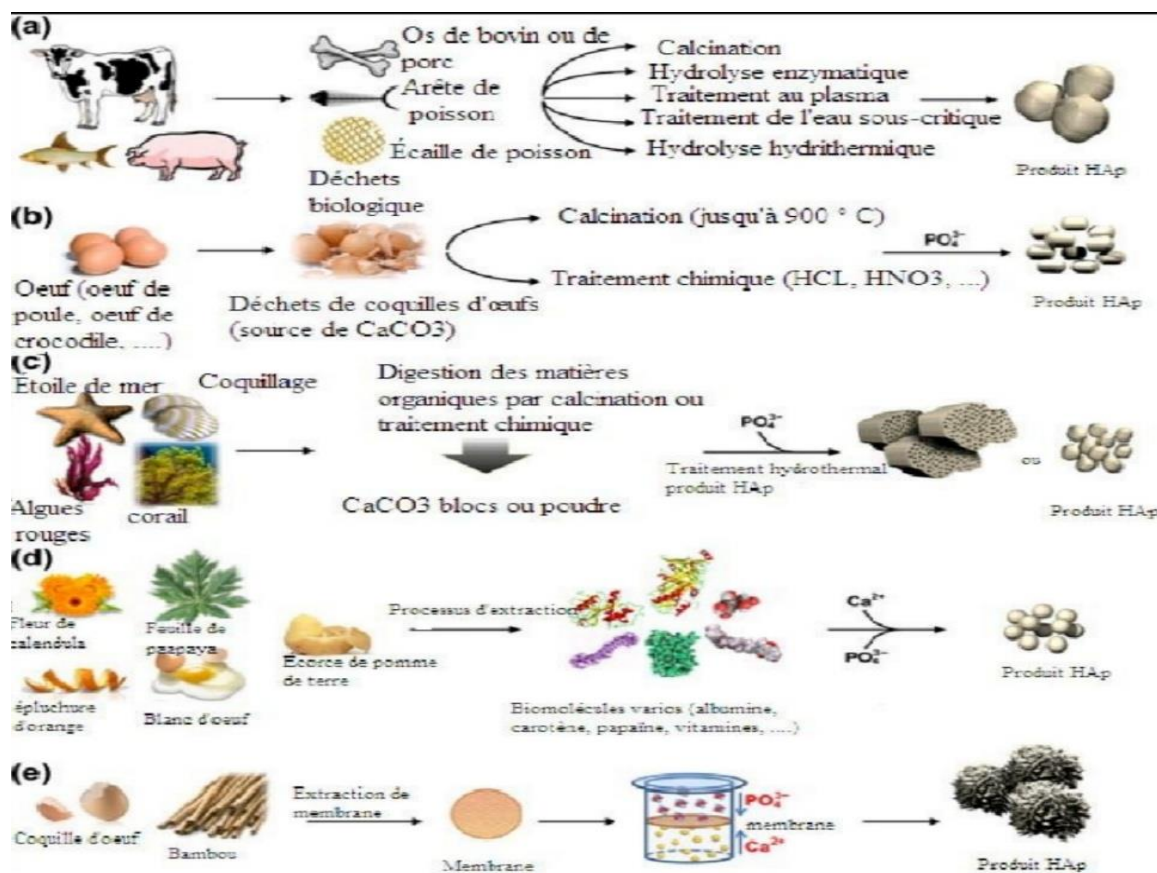 (a)
Os de bovin ou de
porc
Arête de
poisson
Écaille de poisson
Déchets
biologique
Calcination
Hydrolyse enzymatique
Traitement au plasma
Traitement de l'eau sous-critique
Hydrolyse hydrithermique
Produit HAp
(b)
Oeuf (oeuf de
poule, oeuf de
crocodile, ....)
Déchets de coquilles d'œufs
(source de CaCO3)
Calcination (jusqu'à 900 ° C)
Traitement chimique (HCL, HNO3, ...)
PO₄³⁻
Produit HAp
(c)
Etoile de mer
Coquillage
Algues
rouges
corail
Digestion des matières
organiques par calcination ou
traitement chimique
CaCO3 blocs ou poudre
PO₄³⁻
Traitement hydrothermal
produit HAp
ou
Produit HAp
(d)
Fleur de
calendula
Feuille de
paapaya
épluchure
d'orange
Blanc d'oeuf
Ecorce de pomme
de terre
Processus d'extraction
Biomolécules varios (albumine,
carotène, papaïne, vitamines, ....)
Ca²⁺
PO₄³⁻
Produit HAp
(e)
Coquille d'oeuf
Bambou
Extraction de
membrane
Membrane
PO₄³⁻
membrane
Ca²⁺
Produit HAp